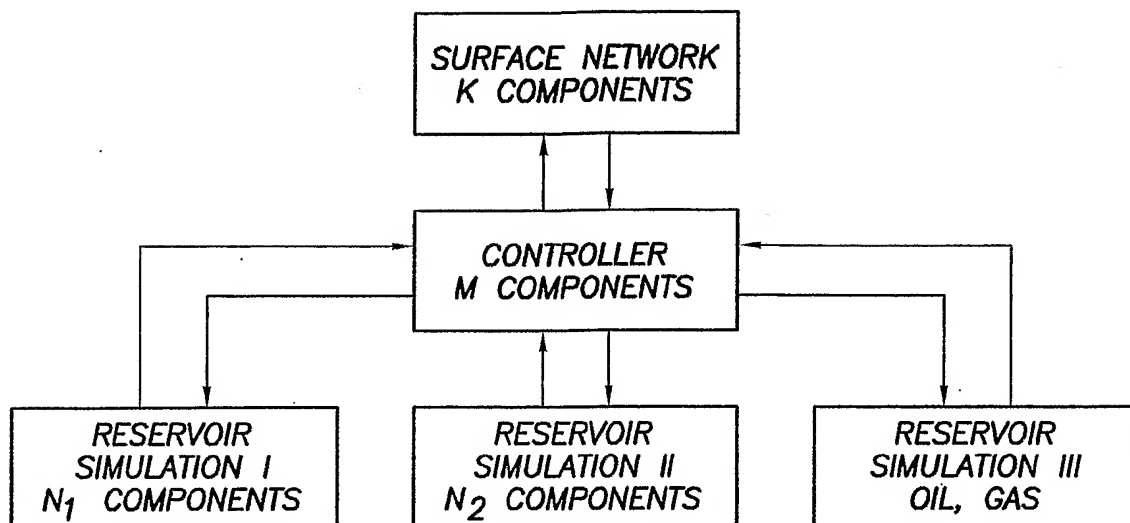 SURFACE NETWORK
K COMPONENTS
CONTROLLER
M COMPONENTS
RESERVOIR
SIMULATION I
N1 COMPONENTS
RESERVOIR
SIMULATION II
N2 COMPONENTS
RESERVOIR
SIMULATION III
OIL, GAS